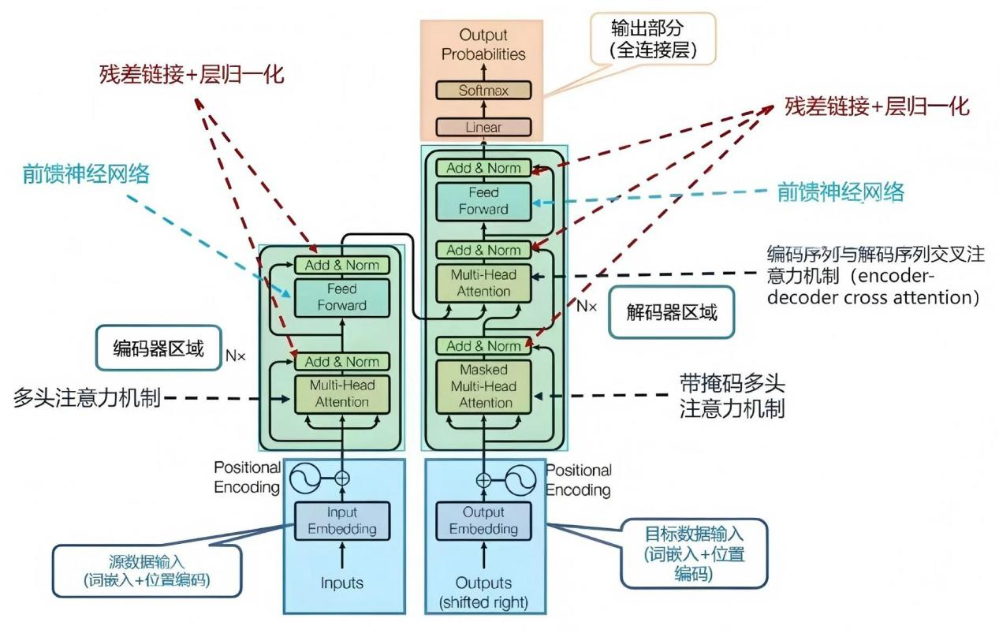 Output
Probabilities
输出部分
(全连接层)
残差链接+层归一化
Softmax
残差链接+层归一化
Linear
前馈神经网络
Add & Norm
Feed
Forward
前馈神经网络
Add & Norm
编码序列与解码序列交叉注
意力机制（encoder-
decoder cross attention）
Add & Norm
Multi-Head
Attention
Feed
Forward
Nx
解码器区域
编码器区域
Nx
Add & Norm
Add & Norm
Masked
Multi-Head
Attention
多头注意力机制
Multi-Head
Attention
带掩码多头
注意力机制
Positional
Encoding
Positional
Encoding
Input
Embedding
Output
Embedding
源数据输入
(词嵌入+位置编码)
目标数据输入
(词嵌入+位置
编码)
Inputs
Outputs
(shifted right)